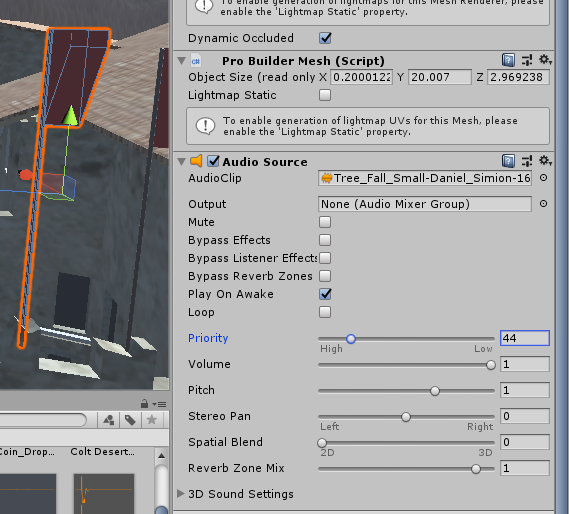 To enable generation of lightmaps for this Mesh Renderer, please
enable the 'Lightmap Static' property.
Dynamic Occluded
Pro Builder Mesh (Script)
Object Size (read only X 0.2000122 Y 20.007 Z 2.969238
Lightmap Static
To enable generation of lightmap UVs for this Mesh, please
enable the 'Lightmap Static' property.
Audio Source
AudioClip Tree_Fall_Small-Daniel_Simion-16
Output None (Audio Mixer Group)
Mute
Bypass Effects
Bypass Listener Effects
Bypass Reverb Zones
Play On Awake
Loop
Priority 44
High Low
Volume 1
Pitch 1
Stereo Pan 0
Left Right
Spatial Blend 0
2D 3D
Reverb Zone Mix 1
3D Sound Settings
Coin_Drop... Colt Desert...